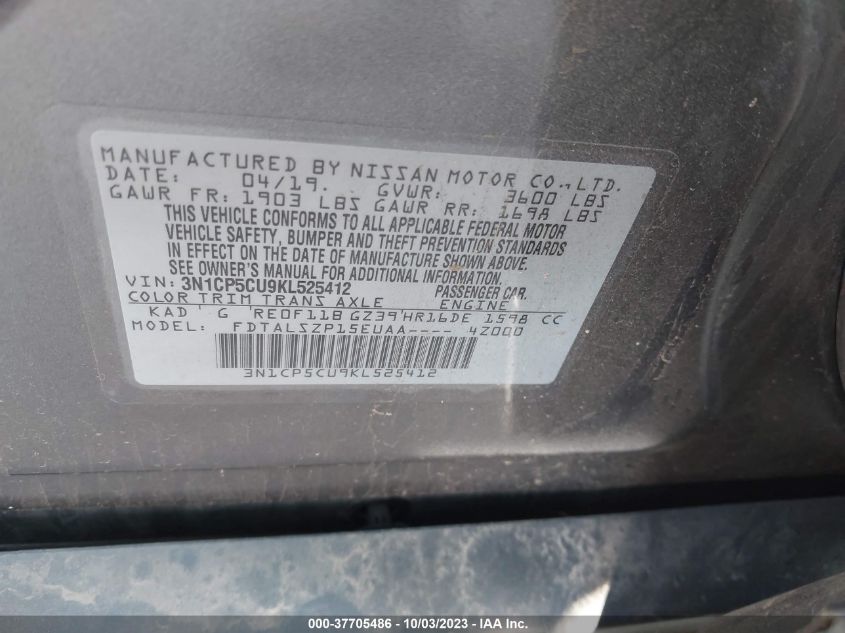 MANUFACTURED BY NISSAN MOTOR CO., LTD.
DATE: 04/19. GVWR: 3600 LBS
GAWR FR: 1903 LBS GAWR RR: 1698 LBS
THIS VEHICLE CONFORMS TO ALL APPLICABLE FEDERAL MOTOR
VEHICLE SAFETY, BUMPER AND THEFT PREVENTION STANDARDS
IN EFFECT ON THE DATE OF MANUFACTURE SHOWN ABOVE.
SEE OWNER'S MANUAL FOR ADDITIONAL INFORMATION.
VIN: 3N1CP5CU9KL525412 PASSENGER CAR
COLOR TRIM TRANS AXLE ENGINE
KAD G RE0F11B GZ39 HR16DE 1598 CC
MODEL: FDTALSZP15EUAA---- 4Z000
3N1CP5CU9KL525412
000-37705486 - 10/03/2023 - IAA Inc.